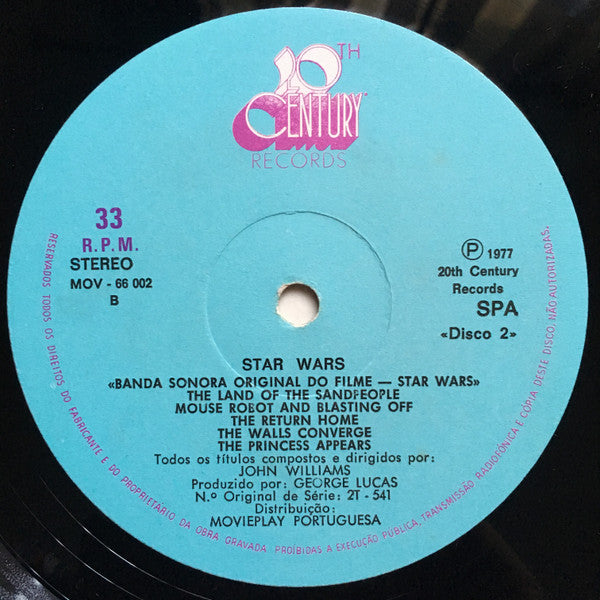 20TH
CENTURY
RECORDS
33
R.P.M.
STEREO
MOV - 66 002
B
Ⓟ 1977
20th Century
Records
SPA
«Disco 2»
STAR WARS
«BANDA SONORA ORIGINAL DO FILME — STAR WARS»
THE LAND OF THE SANDPEOPLE
MOUSE ROBOT AND BLASTING OFF
THE RETURN HOME
THE WALLS CONVERGE
THE PRINCESS APPEARS
Todos os títulos compostos e dirigidos por:
JOHN WILLIAMS
Produzido por: GEORGE LUCAS
N.º Original de Série: 2T - 541
Distribuição:
MOVIEPLAY PORTUGUESA
RESERVADOS TODOS OS DIREITOS DO FABRICANTE E DO PROPRIETÁRIO DA OBRA GRAVADA. PROÍBIDAS A EXECUÇÃO PÚBLICA, TRANSMISSÃO RADIOFÓNICA, E CÓPIA DESTE DISCO, NÃO AUTORIZADAS.